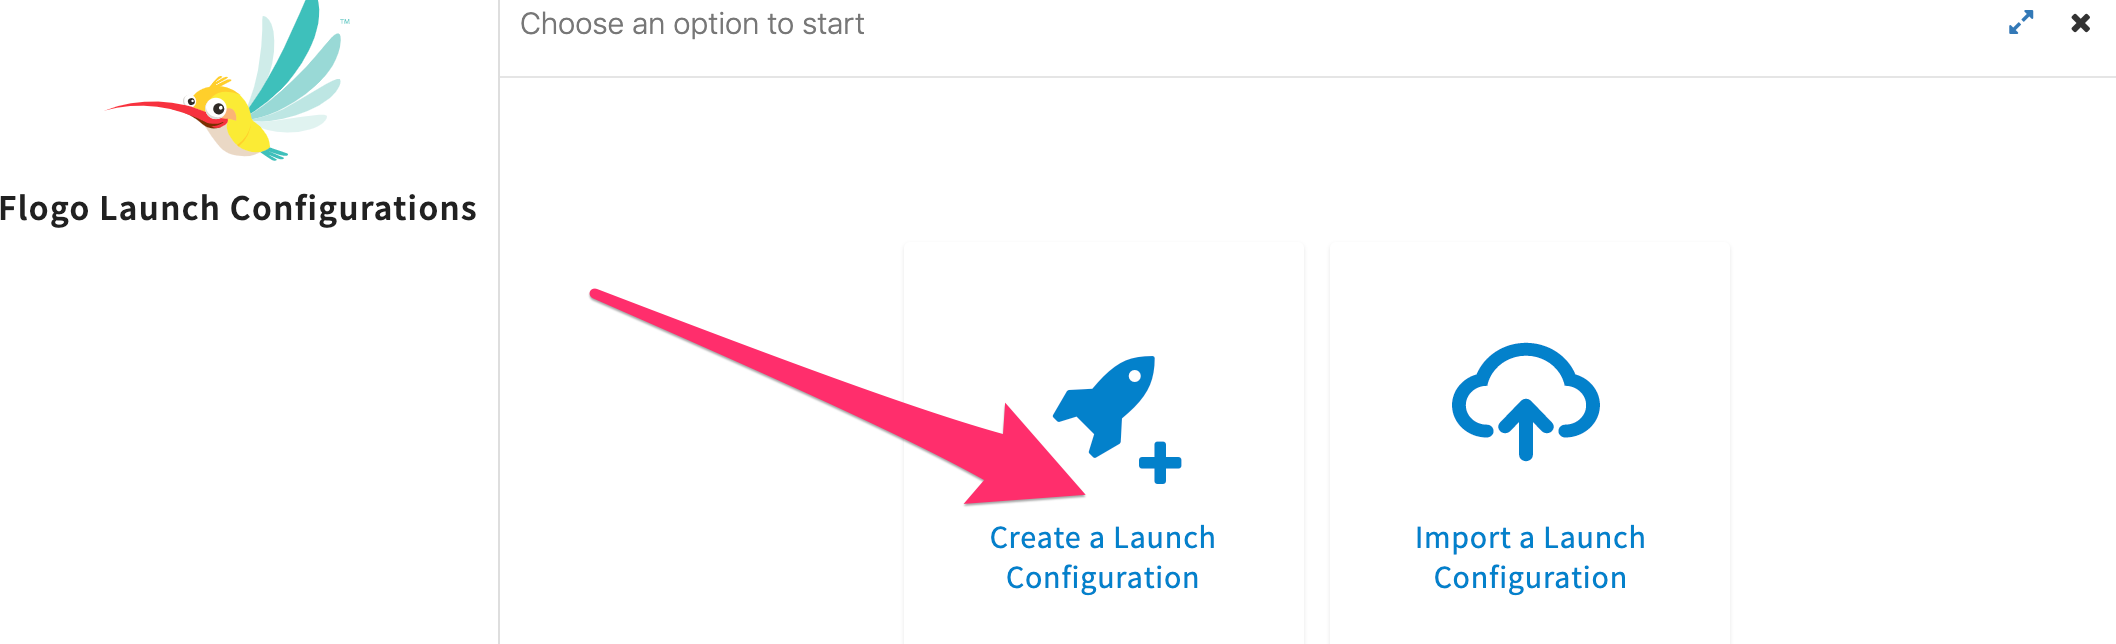 Choose an option to start
TM
Flogo Launch Configurations
Create a Launch
Configuration
Import a Launch
Configuration